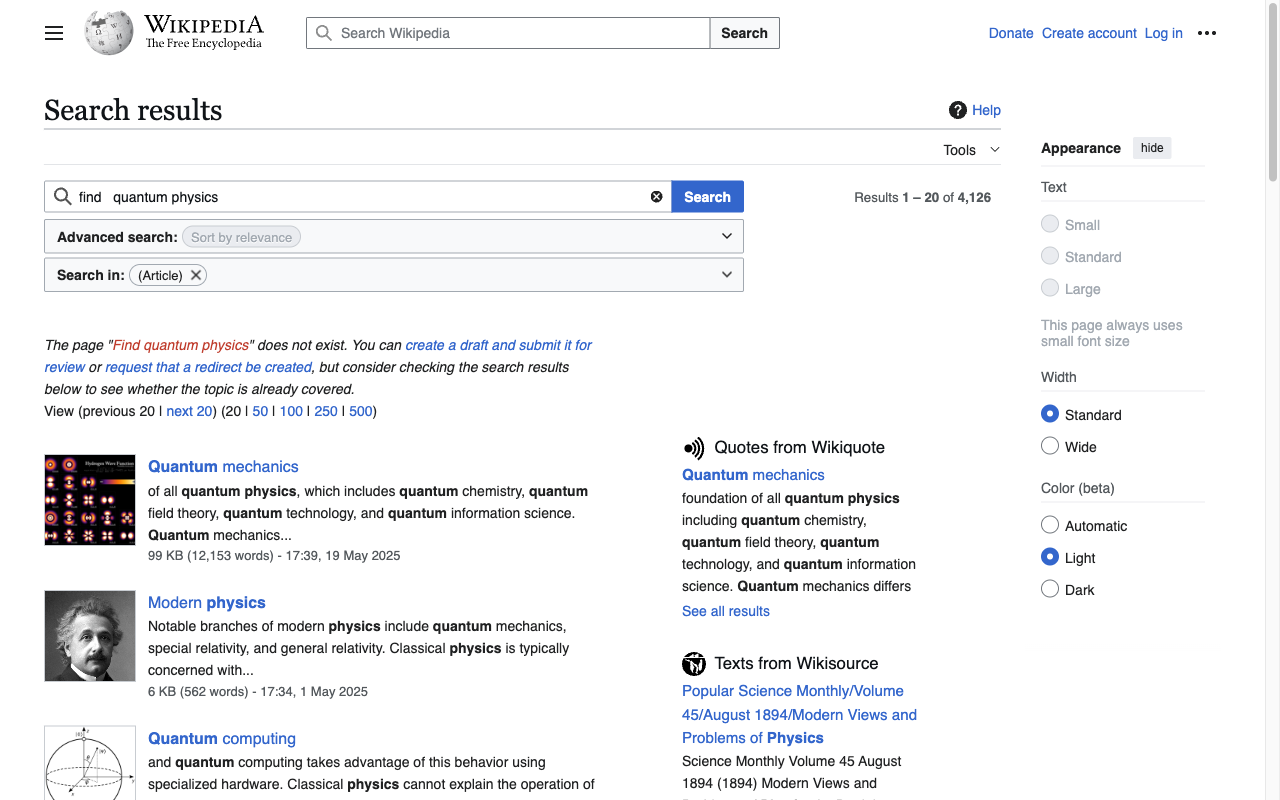 WIKIPEDIA
The Free Encyclopedia
Search Wikipedia
Search
Donate Create account Log in
Search results
Help
Tools
find quantum physics
Search
Results 1 – 20 of 4,126
Advanced search: Sort by relevance
Search in: (Article)
The page "Find quantum physics" does not exist. You can create a draft and submit it for
review or request that a redirect be created, but consider checking the search results
below to see whether the topic is already covered.
View (previous 20 | next 20) (20 | 50 | 100 | 250 | 500)
Quantum mechanics
of all quantum physics, which includes quantum chemistry, quantum
field theory, quantum technology, and quantum information science.
Quantum mechanics...
99 KB (12,153 words) - 17:39, 19 May 2025
Modern physics
Notable branches of modern physics include quantum mechanics,
special relativity, and general relativity. Classical physics is typically
concerned with...
6 KB (562 words) - 17:34, 1 May 2025
Quantum computing
and quantum computing takes advantage of this behavior using
specialized hardware. Classical physics cannot explain the operation of
Quotes from Wikiquote
Quantum mechanics
foundation of all quantum physics
including quantum chemistry,
quantum field theory, quantum
technology, and quantum information
science. Quantum mechanics differs
See all results
Texts from Wikisource
Popular Science Monthly/Volume
45/August 1894/Modern Views and
Problems of Physics
Science Monthly Volume 45 August
1894 (1894) Modern Views and
Appearance hide
Text
Small
Standard
Large
This page always uses
small font size
Width
Standard
Wide
Color (beta)
Automatic
Light
Dark